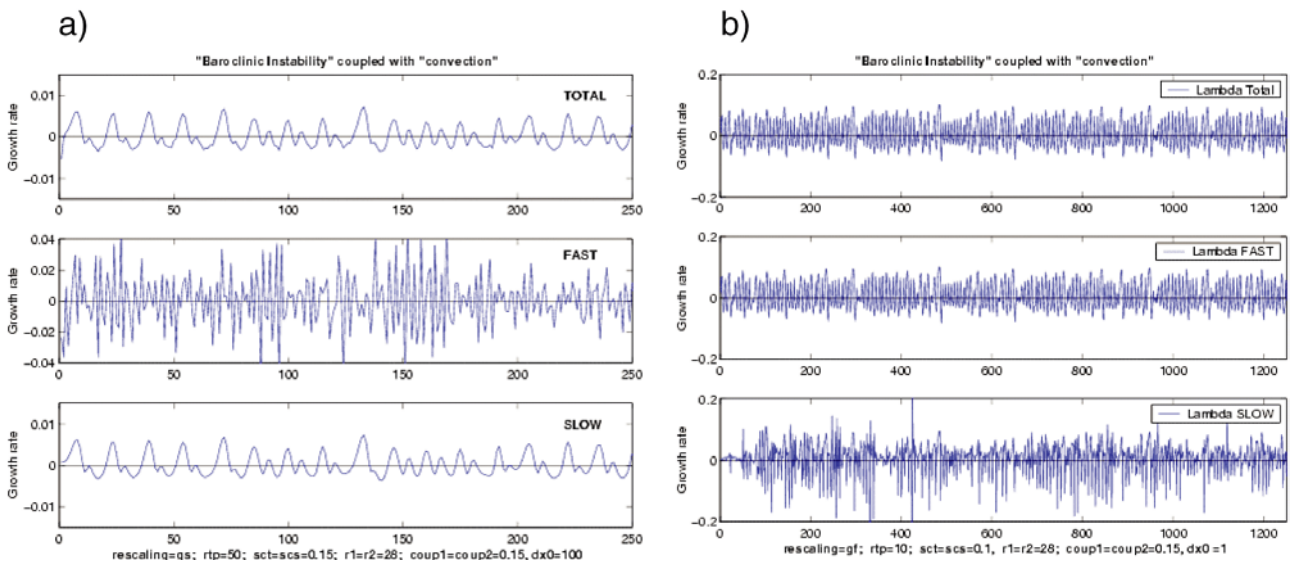 a)
"Baroclinic Instability" coupled with "convection"
Growth rate
0.01
0
−0.01
TOTAL
0 50 100 150 200 250
Growth rate
0.04
0.02
0
−0.02
−0.04
FAST
0 50 100 150 200 250
Growth rate
0.01
0
−0.01
SLOW
0 50 100 150 200 250
rescaling=qs; rtp=50; sct=scs=0.15; r1=r2=28; coup1=coup2=0.15, dx0=100
b)
"Baroclinic Instability" coupled with "convection"
Growth rate
0.2
0
−0.2
Lambda Total
0 200 400 600 800 1000 1200
Growth rate
0.2
0
−0.2
Lambda FAST
0 200 400 600 800 1000 1200
Growth rate
0.2
0
−0.2
Lambda SLOW
0 200 400 600 800 1000 1200
rescaling=gf; rtp=10; sct=scs=0.1, r1=r2=28; coup1=coup2=0.15, dx0 =1